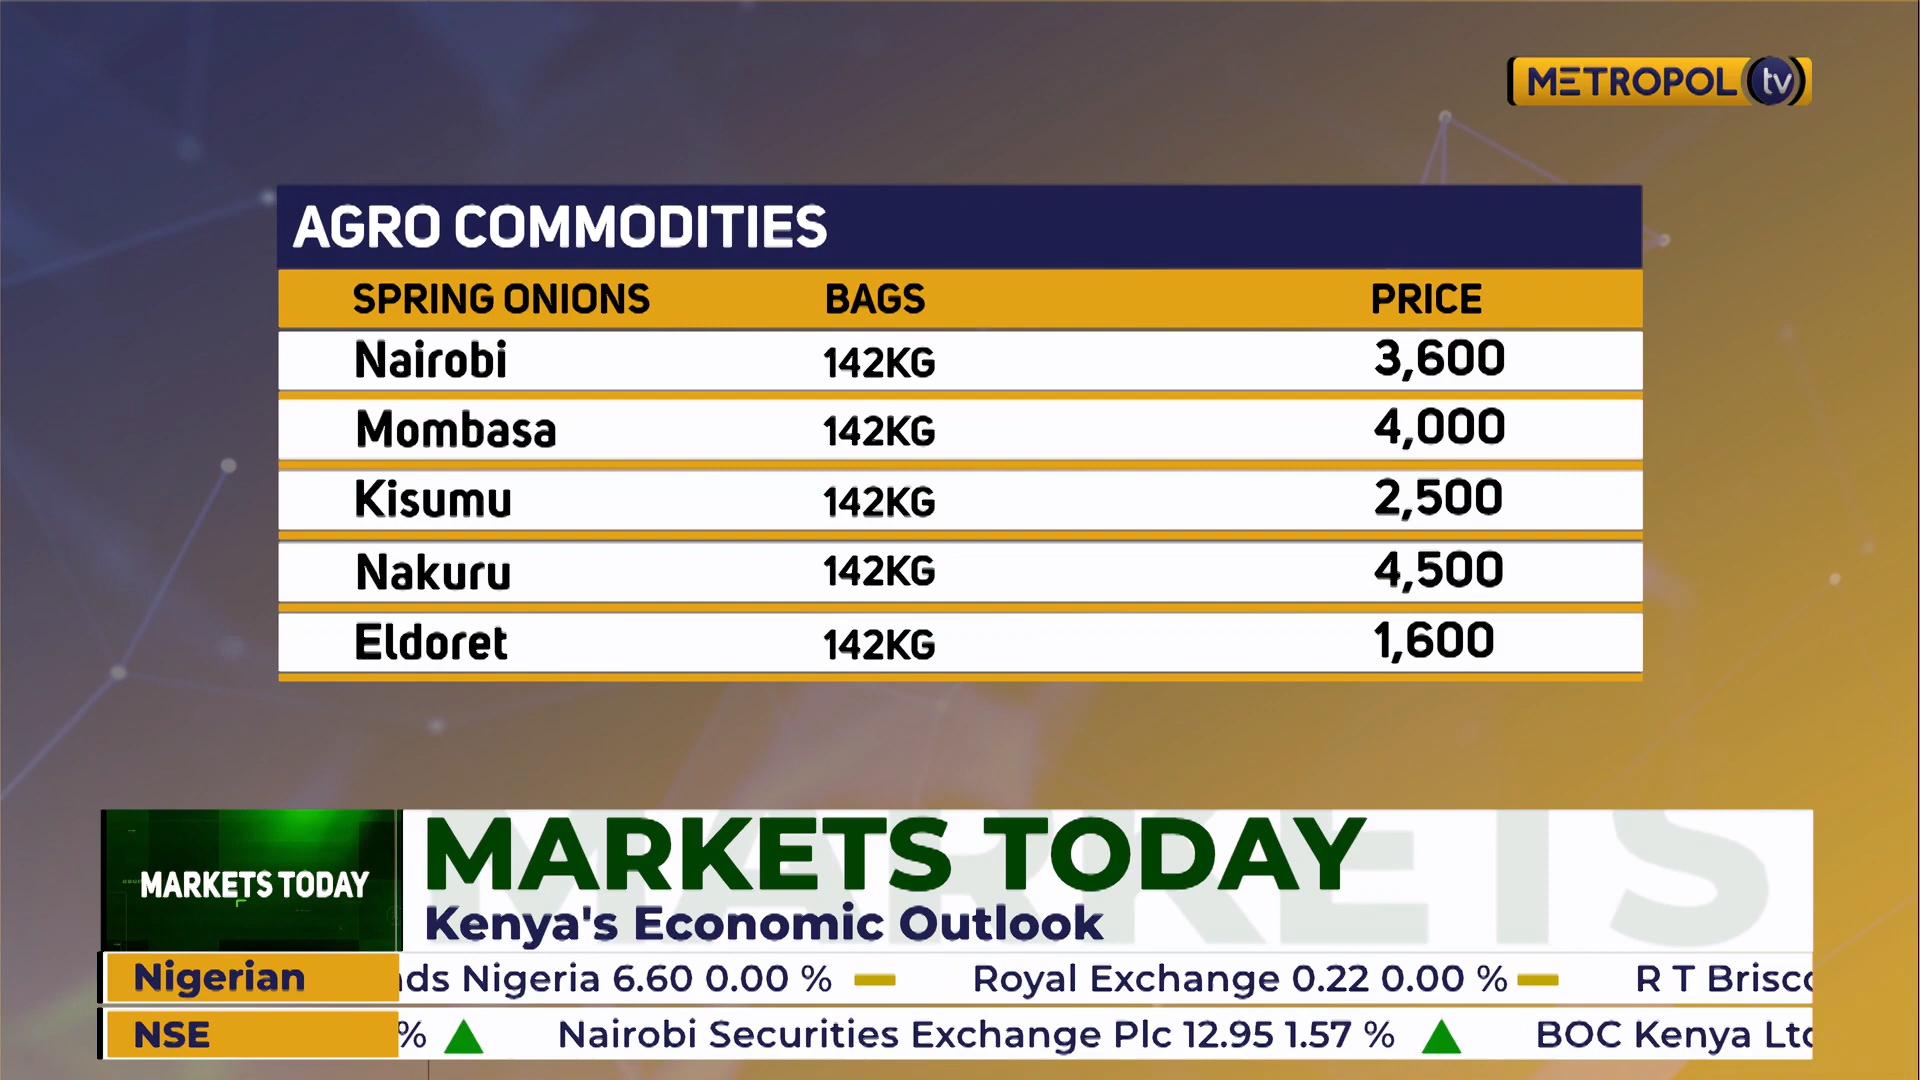 METROPOL tv
AGRO COMMODITIES
SPRING ONIONS BAGS PRICE
Nairobi 142KG 3,600
Mombasa 142KG 4,000
Kisumu 142KG 2,500
Nakuru 142KG 4,500
Eldoret 142KG 1,600
MARKETS TODAY
MARKETS TODAY
Kenya's Economic Outlook
Nigerian nds Nigeria 6.60 0.00 % Royal Exchange 0.22 0.00 % R T Brisco
NSE % Nairobi Securities Exchange Plc 12.95 1.57 % BOC Kenya Ltd